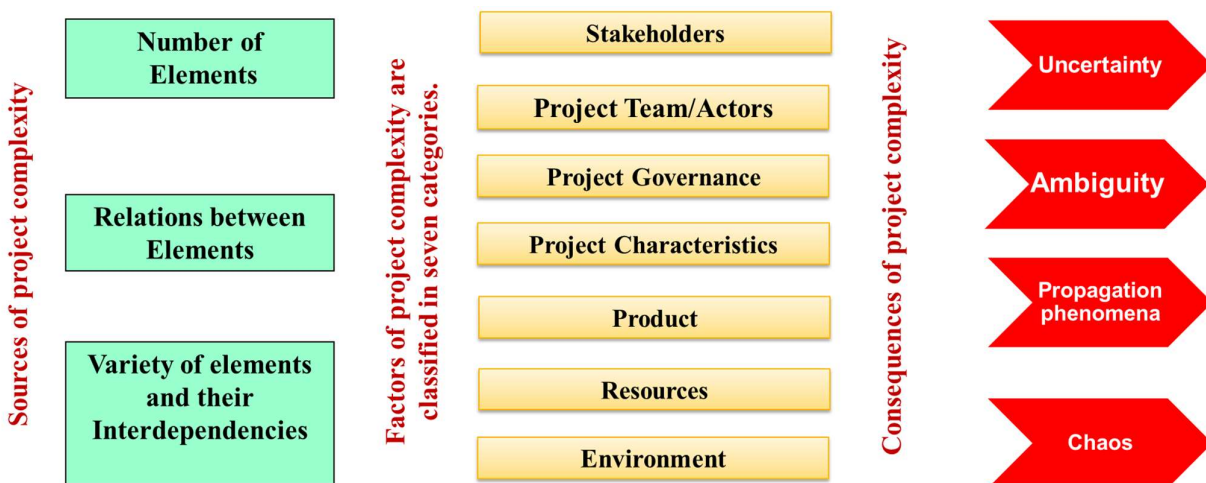 Sources of project complexity
Number of
Elements
Relations between
Elements
Variety of elements
and their
Interdependencies
Factors of project complexity are
classified in seven categories.
Stakeholders
Project Team/Actors
Project Governance
Project Characteristics
Product
Resources
Environment
Consequences of project complexity
Uncertainty
Ambiguity
Propagation
phenomena
Chaos